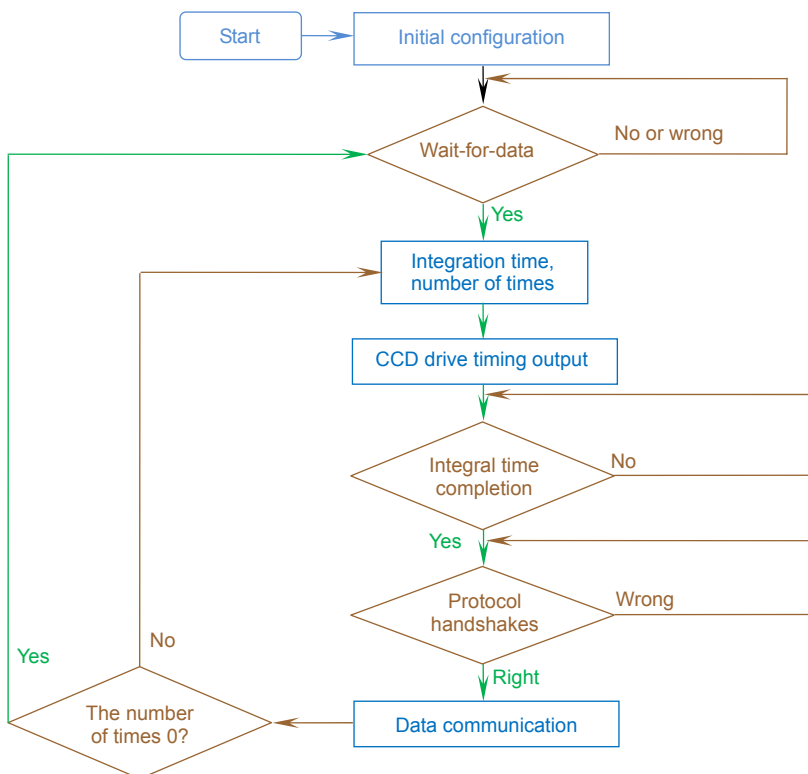 Start
Initial configuration
Wait-for-data
No or wrong
Yes
Integration time,
number of times
CCD drive timing output
Integral time
completion
No
Yes
Protocol
handshakes
Wrong
Right
Data communication
The number
of times 0?
No
Yes